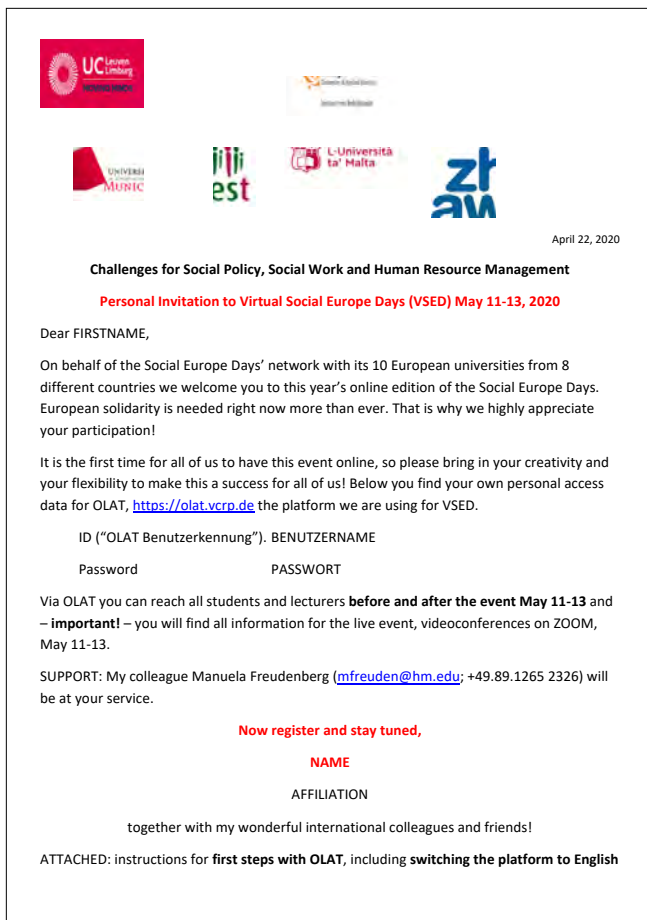 UC Leuven
Limburg
UNIVERSI
MUNIC
est
L-Università
ta' Malta
zh
aw
April 22, 2020
Challenges for Social Policy, Social Work and Human Resource Management
Personal Invitation to Virtual Social Europe Days (VSED) May 11-13, 2020
Dear FIRSTNAME,
On behalf of the Social Europe Days’ network with its 10 European universities from 8
different countries we welcome you to this year’s online edition of the Social Europe Days.
European solidarity is needed right now more than ever. That is why we highly appreciate
your participation!
It is the first time for all of us to have this event online, so please bring in your creativity and
your flexibility to make this a success for all of us! Below you find your own personal access
data for OLAT, https://olat.vcrp.de the platform we are using for VSED.
ID (“OLAT Benutzerkennung”). BENUTZERNAME
Password PASSWORT
Via OLAT you can reach all students and lecturers before and after the event May 11-13 and
– important! – you will find all information for the live event, videoconferences on ZOOM,
May 11-13.
SUPPORT: My colleague Manuela Freudenberg (mfreuden@hm.edu; +49.89.1265 2326) will
be at your service.
Now register and stay tuned,
NAME
AFFILIATION
together with my wonderful international colleagues and friends!
ATTACHED: instructions for first steps with OLAT, including switching the platform to English